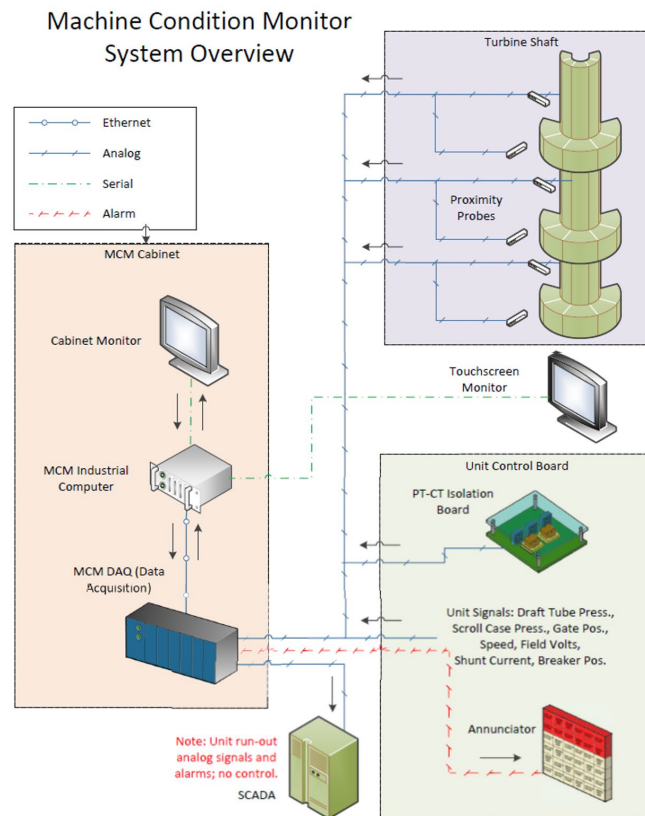 Machine Condition Monitor
System Overview
Turbine Shaft
Ethernet
Analog
Serial
Alarm
Proximity
Probes
MCM Cabinet
Cabinet Monitor
Touchscreen
Monitor
MCM Industrial
Computer
Unit Control Board
PT-CT Isolation
Board
MCM DAQ (Data
Acquisition)
Unit Signals: Draft Tube Press.,
Scroll Case Press., Gate Pos.,
Speed, Field Volts,
Shunt Current, Breaker Pos.
Annunciator
Note: Unit run-out
analog signals and
alarms; no control.
SCADA